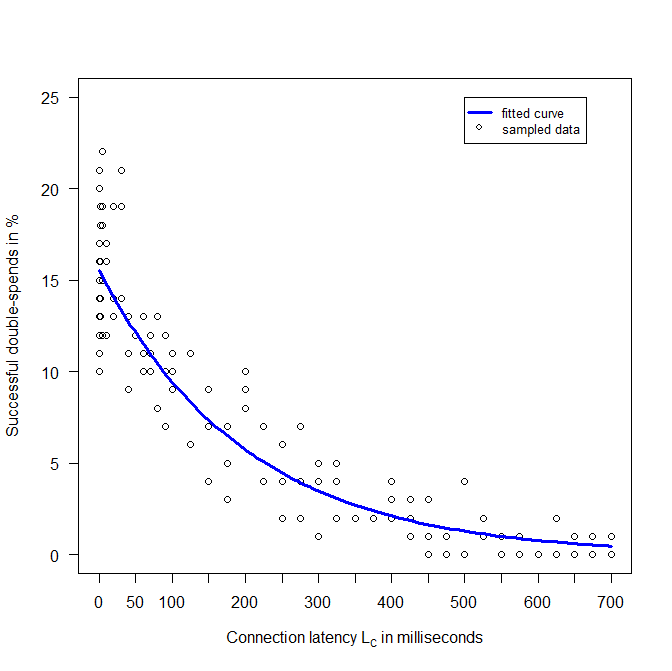 25
20
15
10
5
0
Successful double-spends in %
fitted curve
sampled data
0 50 100 200 300 400 500 600 700
Connection latency Lc in milliseconds